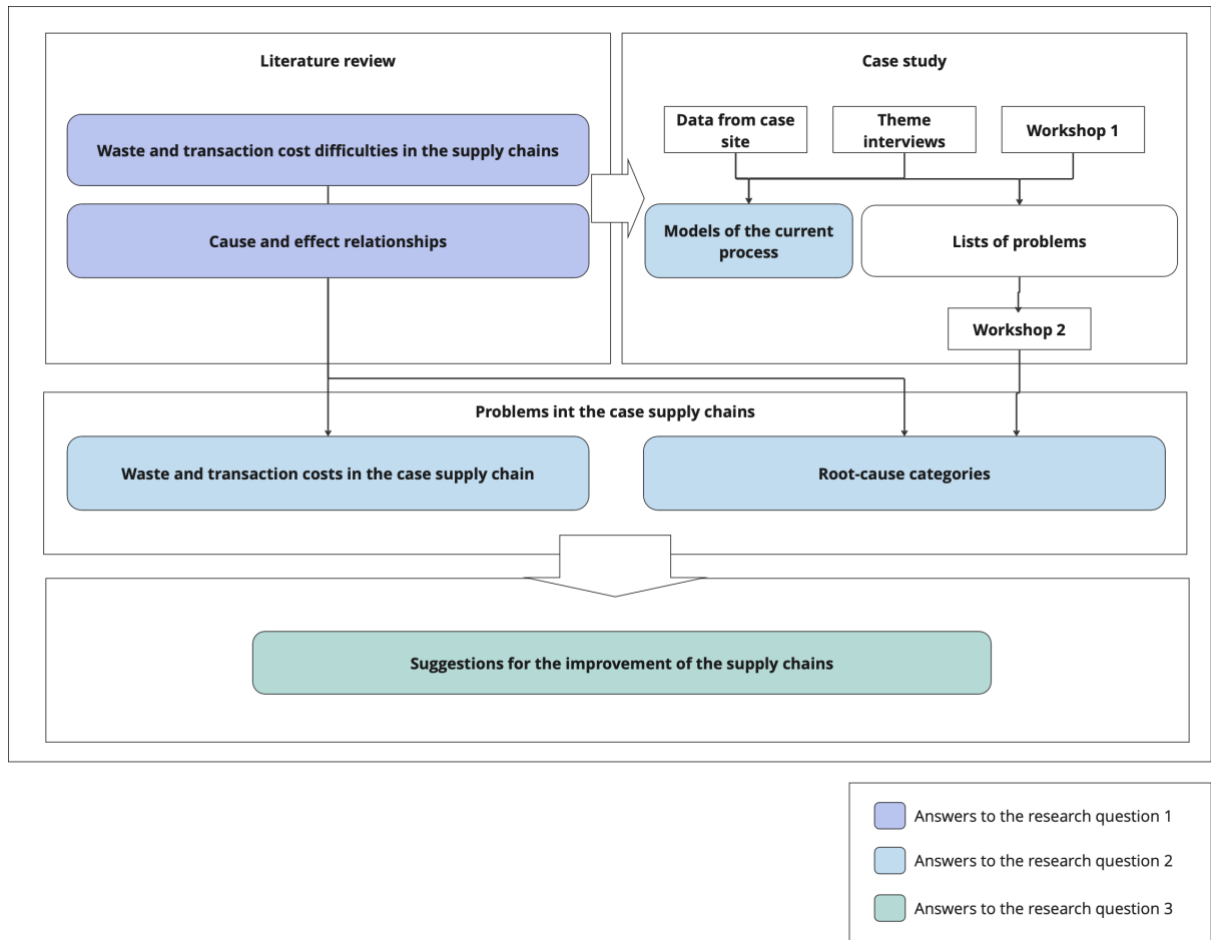 Literature review
Waste and transaction cost difficulties in the supply chains
Cause and effect relationships
Case study
Data from case
site
Theme
interviews
Workshop 1
Models of the current
process
Lists of problems
Workshop 2
Problems int the case supply chains
Waste and transaction costs in the case supply chain
Root-cause categories
Suggestions for the improvement of the supply chains
Answers to the research question 1
Answers to the research question 2
Answers to the research question 3